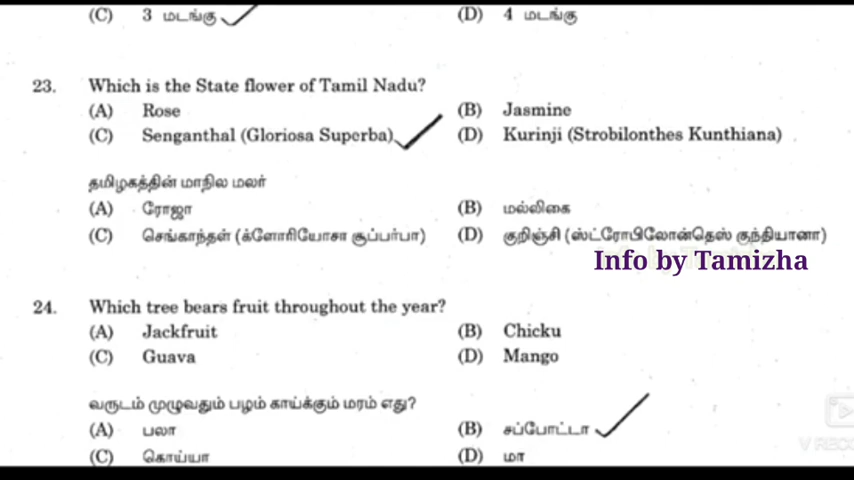 (C) 3 மடங்கு (D) 4 மடங்கு
23. Which is the State flower of Tamil Nadu?
(A) Rose (B) Jasmine
(C) Senganthal (Gloriosa Superba) (D) Kurinji (Strobilonthes Kunthiana)
தமிழகத்தின் மாநில மலர்
(A) ரோஜா (B) மல்லிகை
(C) செங்காந்தள் (க்ளோரியோசா சூப்பர்பா) (D) குறிஞ்சி (ஸ்ட்ரோபிலோன்தெஸ் குந்தியானா)
Info by Tamizha
24. Which tree bears fruit throughout the year?
(A) Jackfruit (B) Chicku
(C) Guava (D) Mango
வருடம் முழுவதும் பழம் காய்க்கும் மரம் எது?
(A) பலா (B) சப்போட்டா
(C) கொய்யா (D) மா